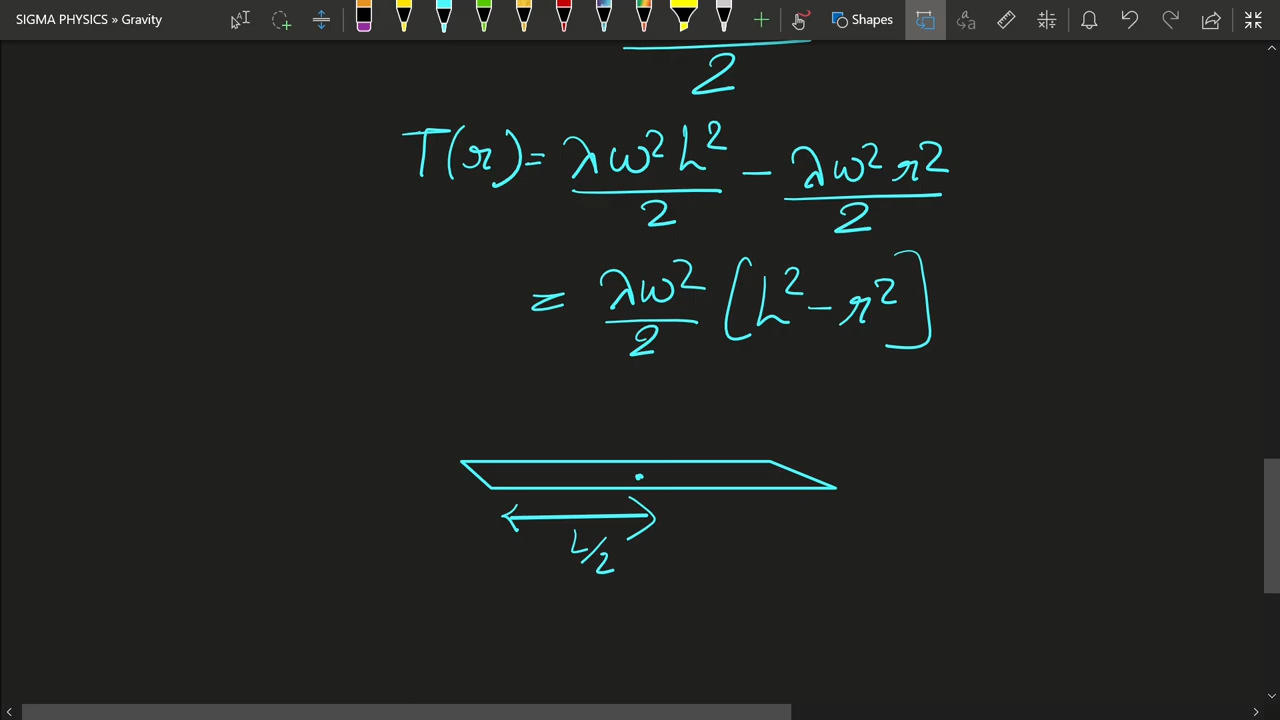 SIGMA PHYSICS » Gravity
Shapes
2
T(r) = λω²L²/2 − λω²r²/2
= λω²/2 [L² − r²]
L/2